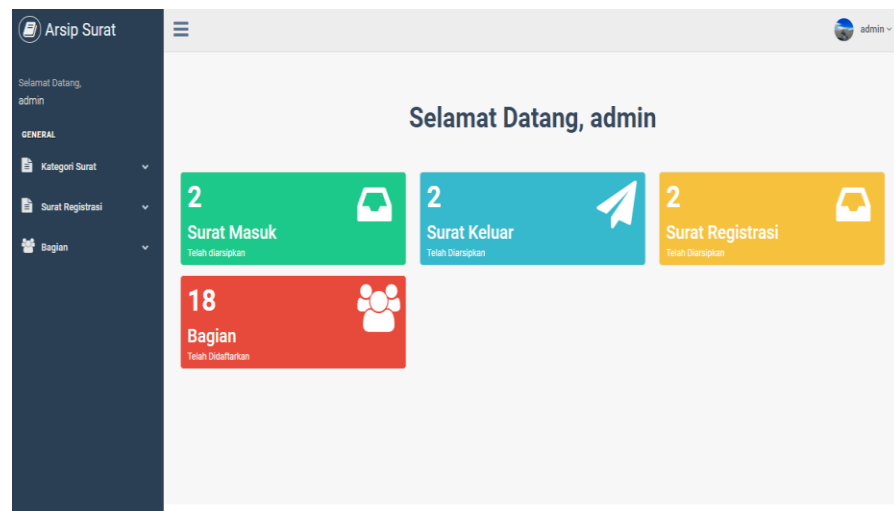 Arsip Surat
admin
Selamat Datang,
admin
GENERAL
Kategori Surat
Surat Registrasi
Bagian
Selamat Datang, admin
2
Surat Masuk
Telah diarsipkan
2
Surat Keluar
Telah Diarsipkan
2
Surat Registrasi
Telah Diarsipkan
18
Bagian
Telah Didaftarkan